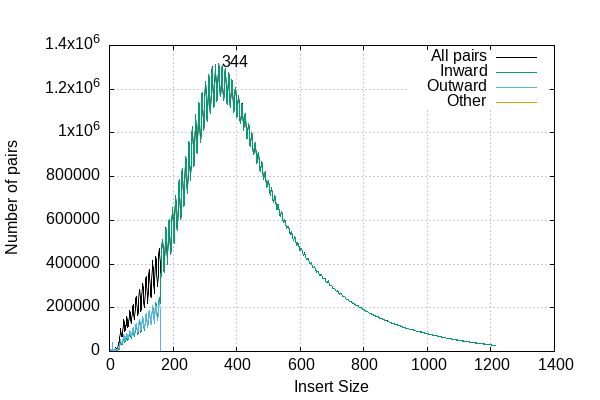 1.4x10⁶
1.2x10⁶
1x10⁶
800000
600000
400000
200000
0
Number of pairs
344
All pairs
Inward
Outward
Other
0 200 400 600 800 1000 1200 1400
Insert Size